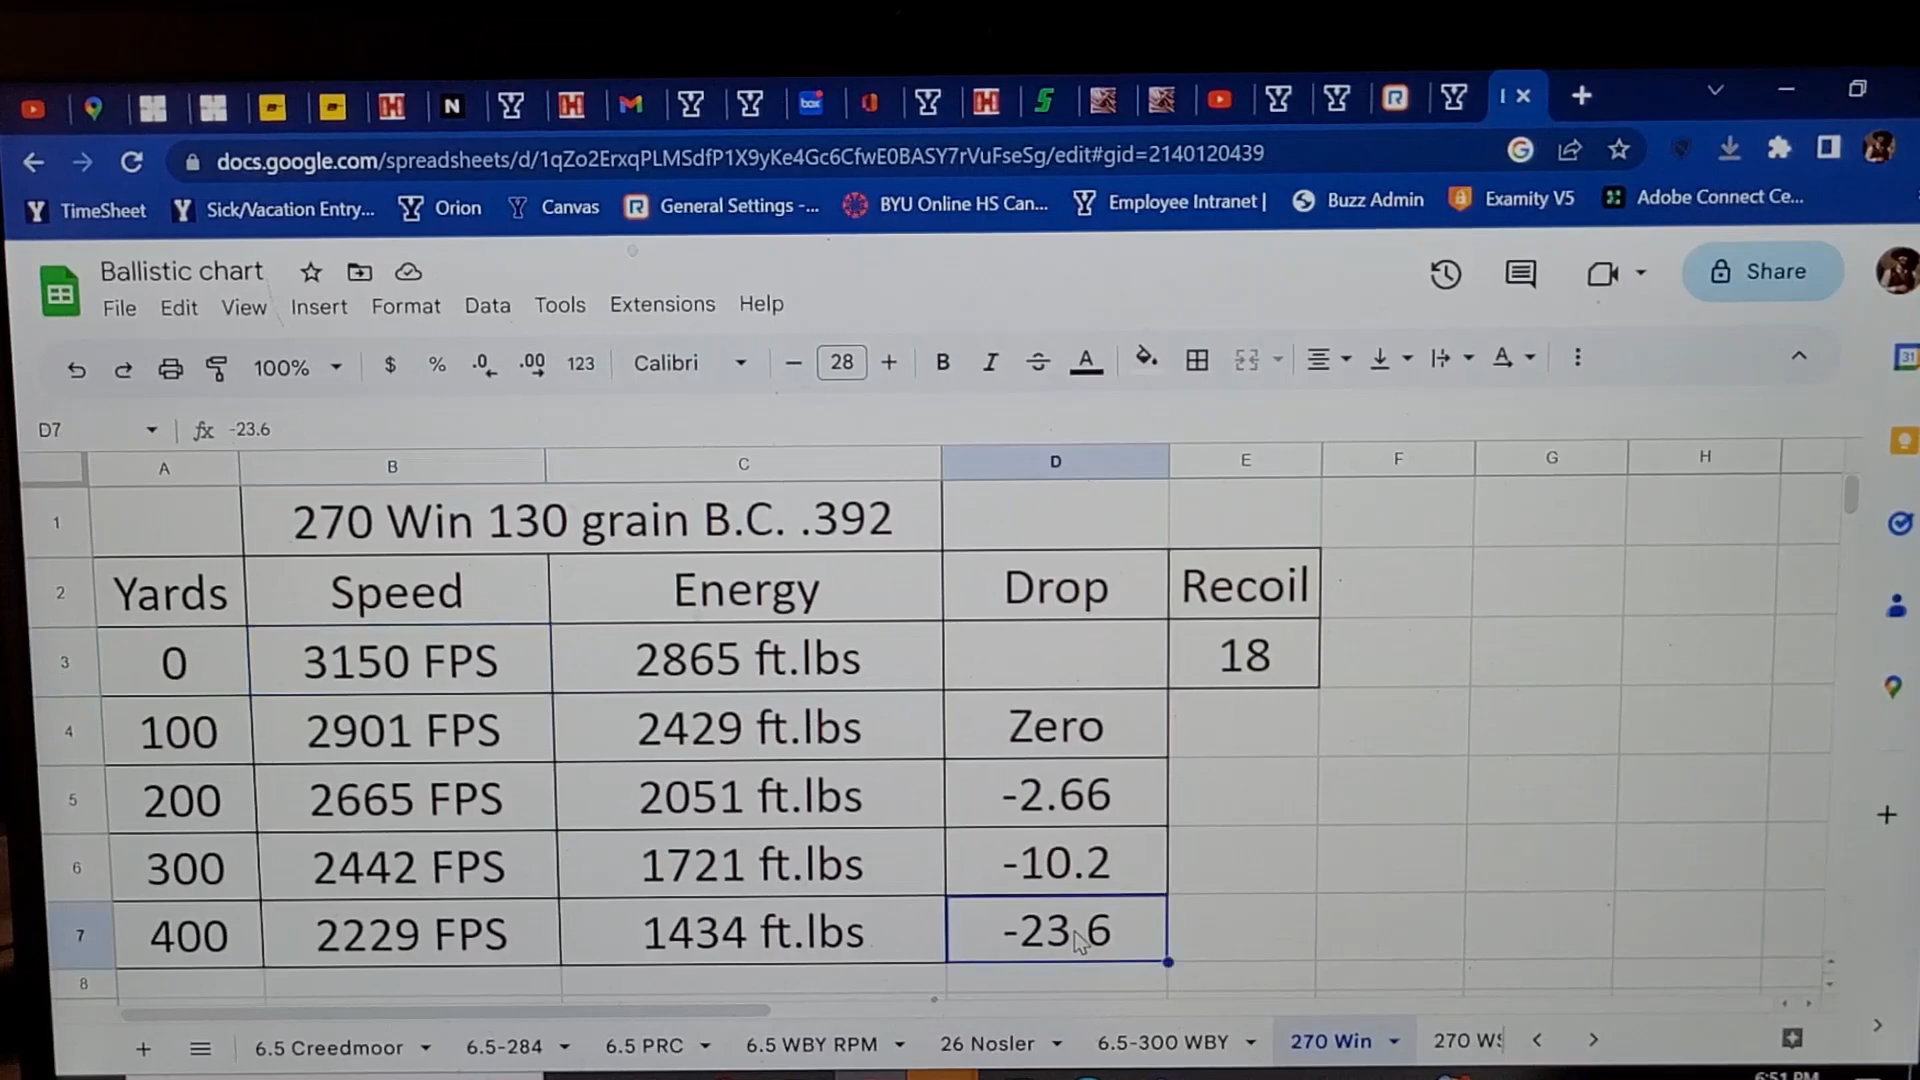 docs.google.com/spreadsheets/d/1qZo2ErxqPLMSdfP1X9yKe4Gc6CfwE0BASY7rVuFseSg/edit#gid=2140120439
TimeSheet Sick/Vacation Entry... Orion Canvas General Settings -... BYU Online HS Can... Employee Intranet | Buzz Admin Examity V5 Adobe Connect Ce...
Ballistic chart
Share
File Edit View Insert Format Data Tools Extensions Help
100% $ % .0 .00 123 Calibri 28 B I A A
D7 fx -23.6
A B C D E F G H
1 270 Win 130 grain B.C. .392
2 Yards Speed Energy Drop Recoil
3 0 3150 FPS 2865 ft.lbs 18
4 100 2901 FPS 2429 ft.lbs Zero
5 200 2665 FPS 2051 ft.lbs -2.66
6 300 2442 FPS 1721 ft.lbs -10.2
7 400 2229 FPS 1434 ft.lbs -23.6
8
6.5 Creedmoor 6.5-284 6.5 PRC 6.5 WBY RPM 26 Nosler 6.5-300 WBY 270 Win 270
6:51 PM